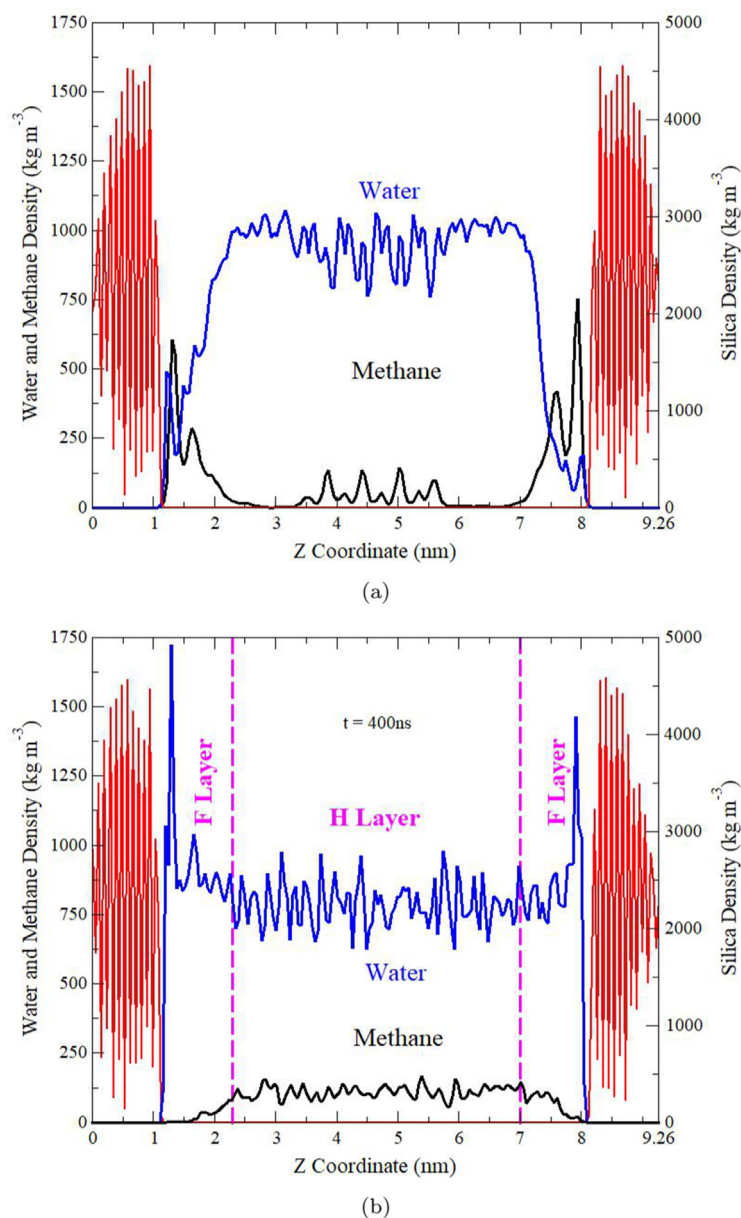 1750
1500
1250
1000
750
500
250
0
Water and Methane Density (kg m⁻³)
5000
4000
3000
2000
1000
0
Silica Density (kg m⁻³)
Water
Methane
0 1 2 3 4 5 6 7 8 9.26
Z Coordinate (nm)
(a)
1750
1500
1250
1000
750
500
250
0
Water and Methane Density (kg m⁻³)
5000
4000
3000
2000
1000
0
Silica Density (kg m⁻³)
t = 400ns
F Layer
H Layer
F Layer
Water
Methane
0 1 2 3 4 5 6 7 8 9.26
Z Coordinate (nm)
(b)